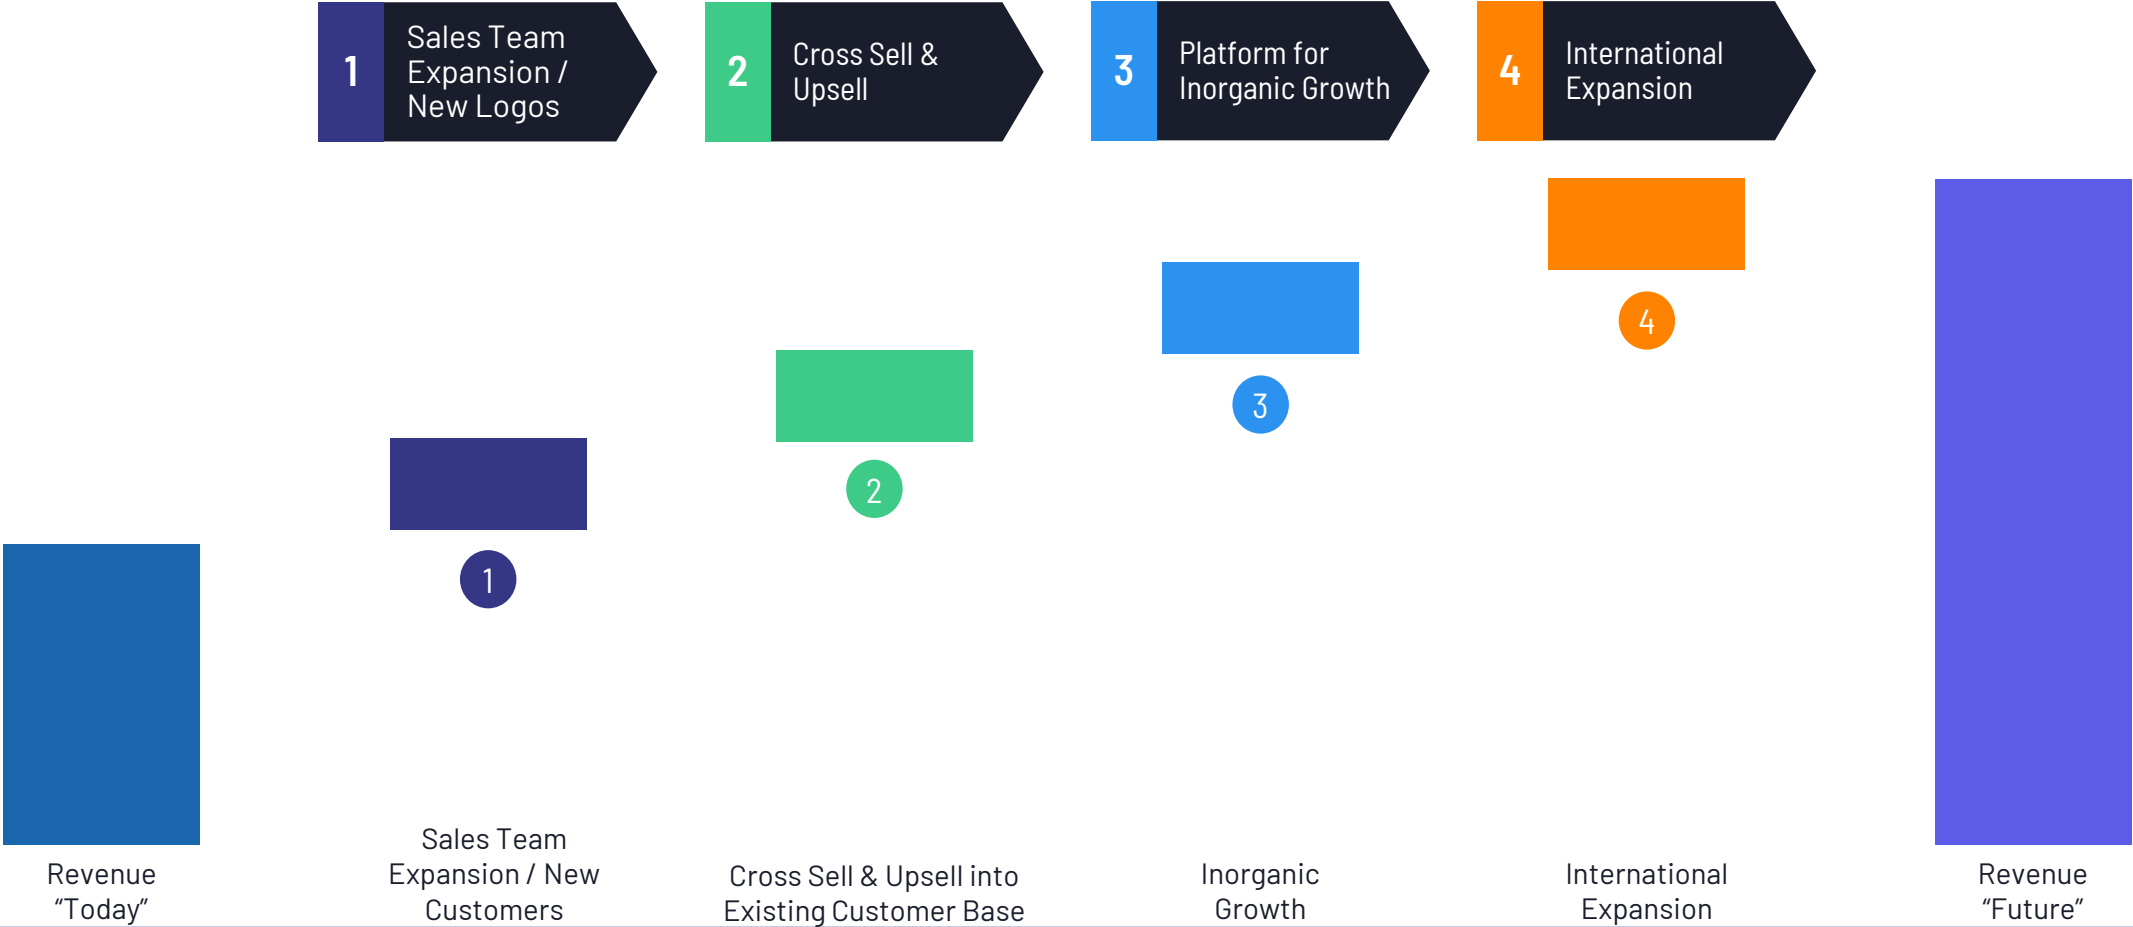 1
Sales Team
Expansion /
New Logos
2
Cross Sell &
Upsell
3
Platform for
Inorganic Growth
4
International
Expansion
4
3
2
1
Revenue
“Today”
Sales Team
Expansion / New
Customers
Cross Sell & Upsell into
Existing Customer Base
Inorganic
Growth
International
Expansion
Revenue
“Future”